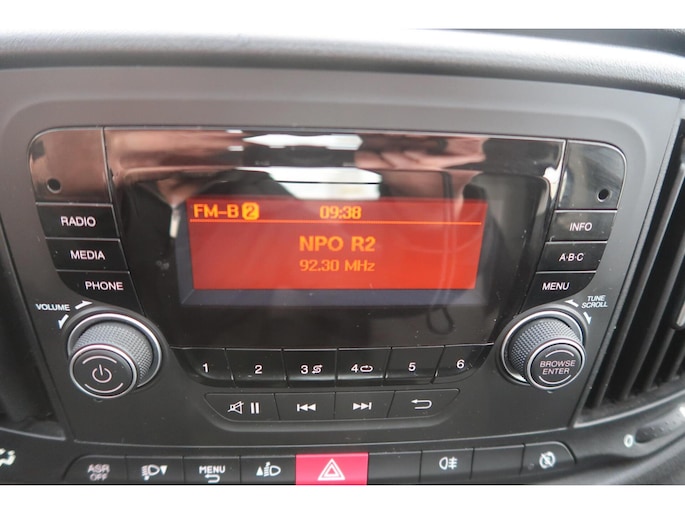 FM-B 2 09:38
NPO R2
92.30 MHz
RADIO
MEDIA
PHONE
INFO
A·B·C
MENU
VOLUME
TUNE
SCROLL
BROWSE
ENTER
1 2 3 4 5 6
ASR
OFF
MENU
0